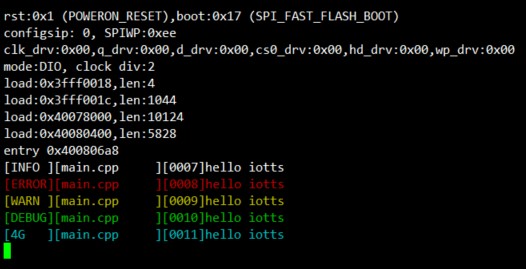 rst:0x1 (POWERON_RESET),boot:0x17 (SPI_FAST_FLASH_BOOT)
configsip: 0, SPIWP:0xee
clk_drv:0x00,q_drv:0x00,d_drv:0x00,cs0_drv:0x00,hd_drv:0x00,wp_drv:0x00
mode:DIO, clock div:2
load:0x3fff0018,len:4
load:0x3fff001c,len:1044
load:0x40078000,len:10124
load:0x40080400,len:5828
entry 0x400806a8
[INFO ][main.cpp      ][0007]hello iotts
[ERROR][main.cpp      ][0008]hello iotts
[WARN ][main.cpp      ][0009]hello iotts
[DEBUG][main.cpp      ][0010]hello iotts
[4G   ][main.cpp      ][0011]hello iotts